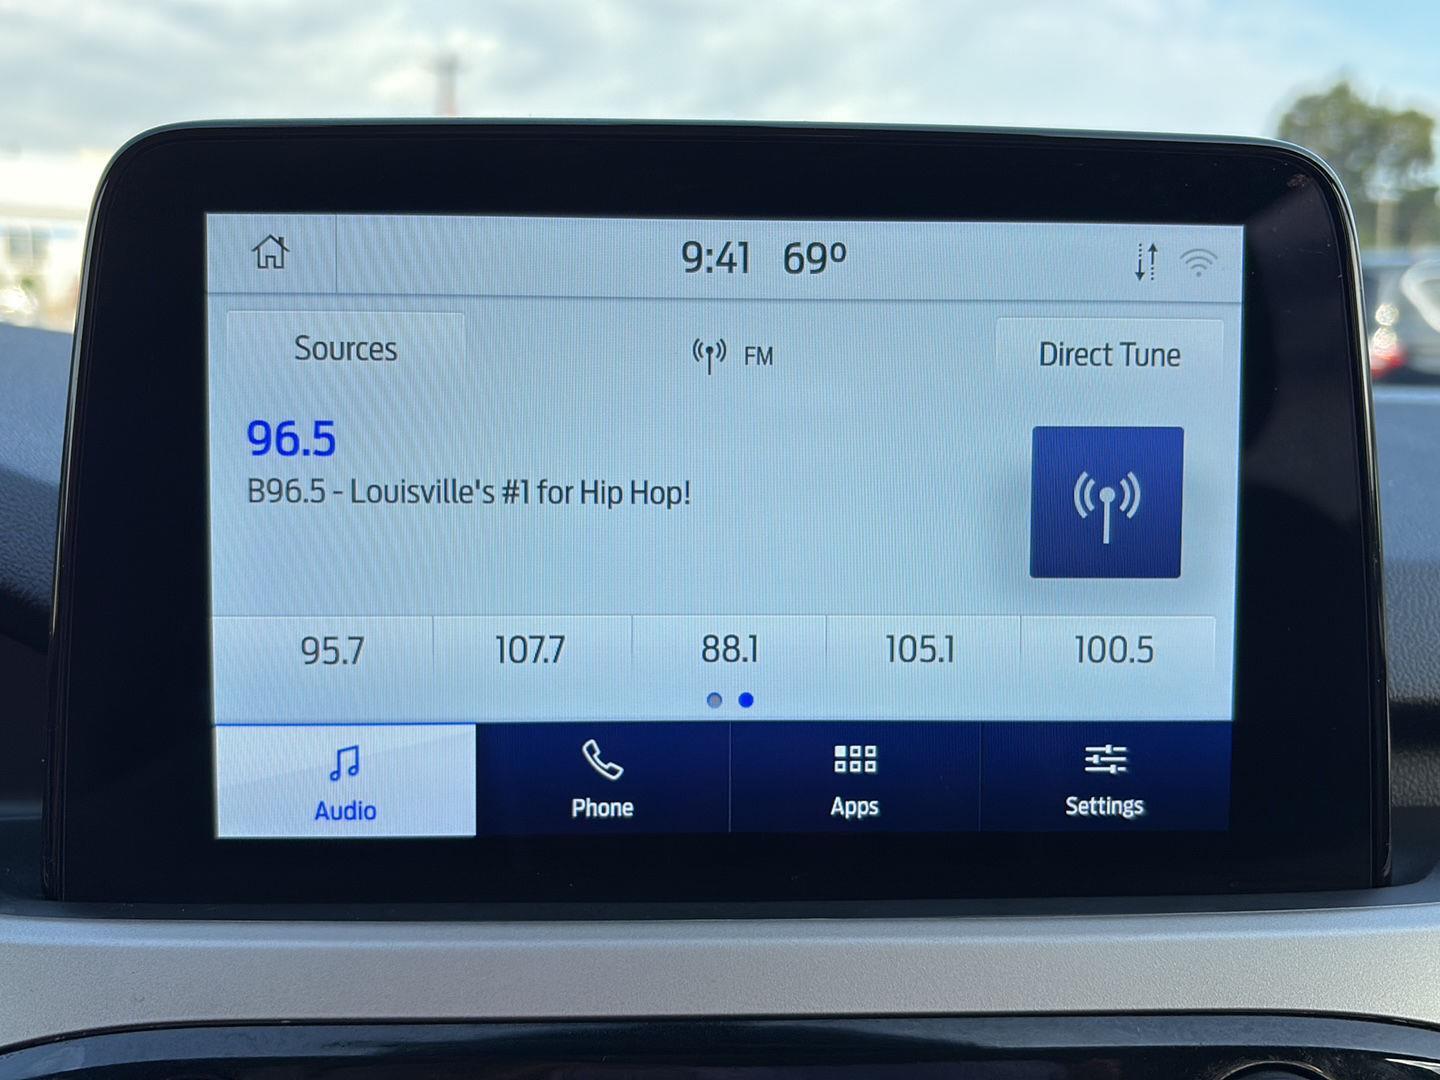 9:41 69º
Sources
FM
Direct Tune
96.5
B96.5 - Louisville's #1 for Hip Hop!
95.7
107.7
88.1
105.1
100.5
Audio
Phone
Apps
Settings